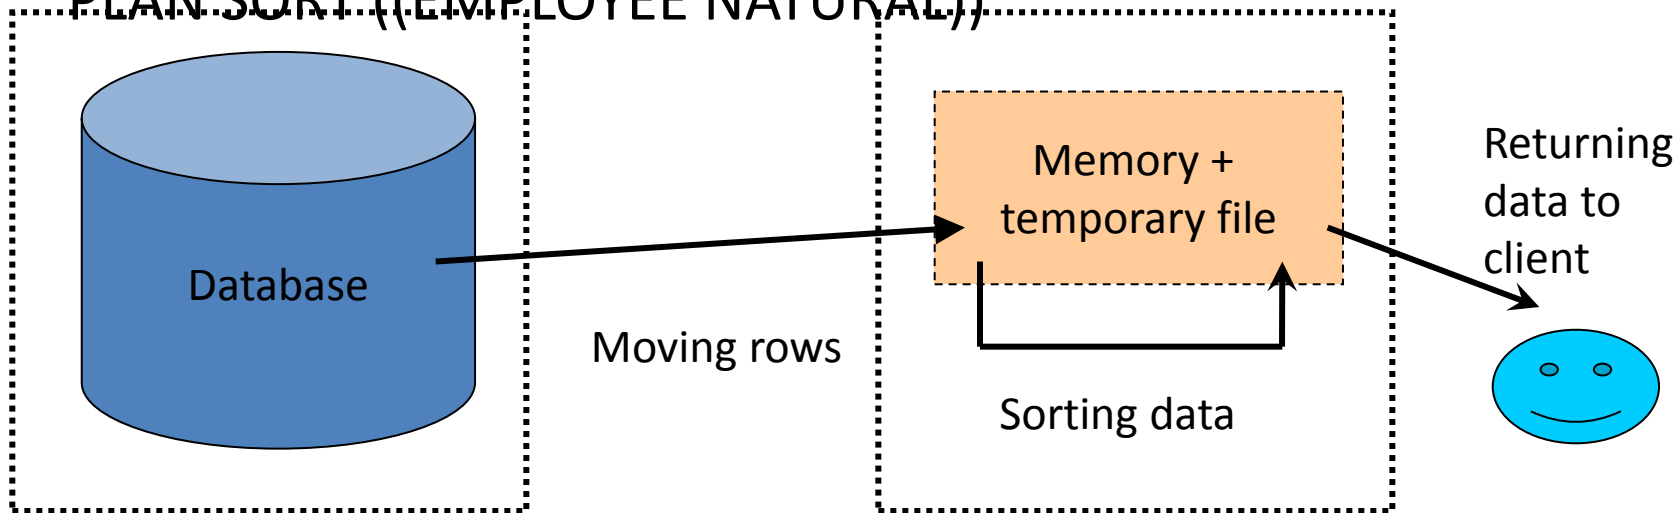 PLAN SORT ((EMPLOYEE NATURAL))
Database
Moving rows
Memory +
temporary file
Sorting data
Returning
data to
client